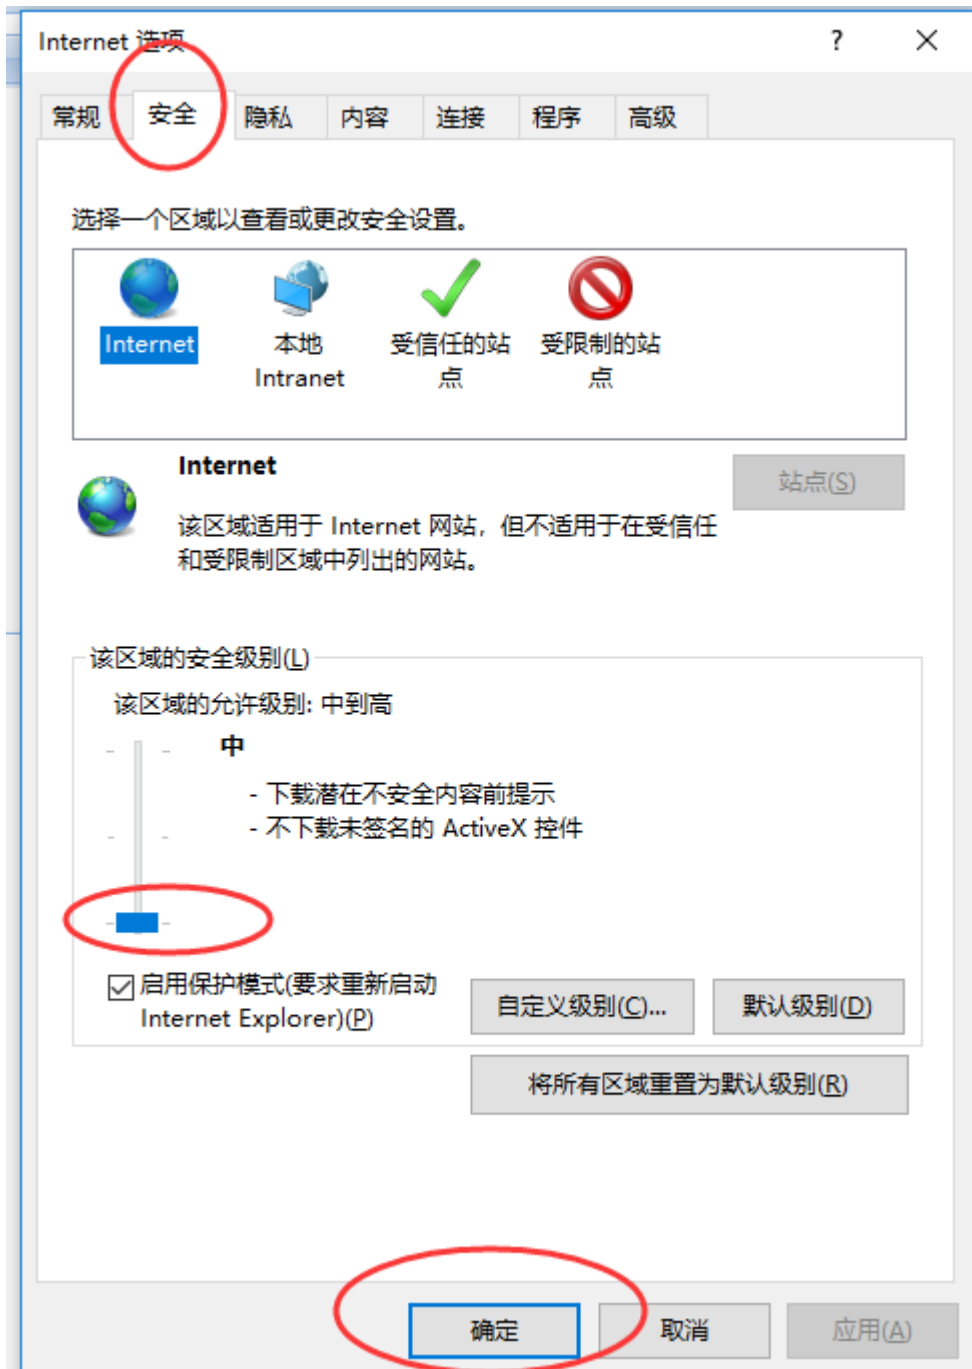 Internet 选项
?
常规 安全 隐私 内容 连接 程序 高级
选择一个区域以查看或更改安全设置。
Internet 本地 Intranet 受信任的站点 受限制的站点
Internet
站点(S)
该区域适用于 Internet 网站，但不适用于在受信任
和受限制区域中列出的网站。
该区域的安全级别(L)
该区域的允许级别: 中到高
中
- 下载潜在不安全内容前提示
- 不下载未签名的 ActiveX 控件
启用保护模式(要求重新启动
Internet Explorer)(P)
自定义级别(C)... 默认级别(D)
将所有区域重置为默认级别(R)
确定 取消 应用(A)